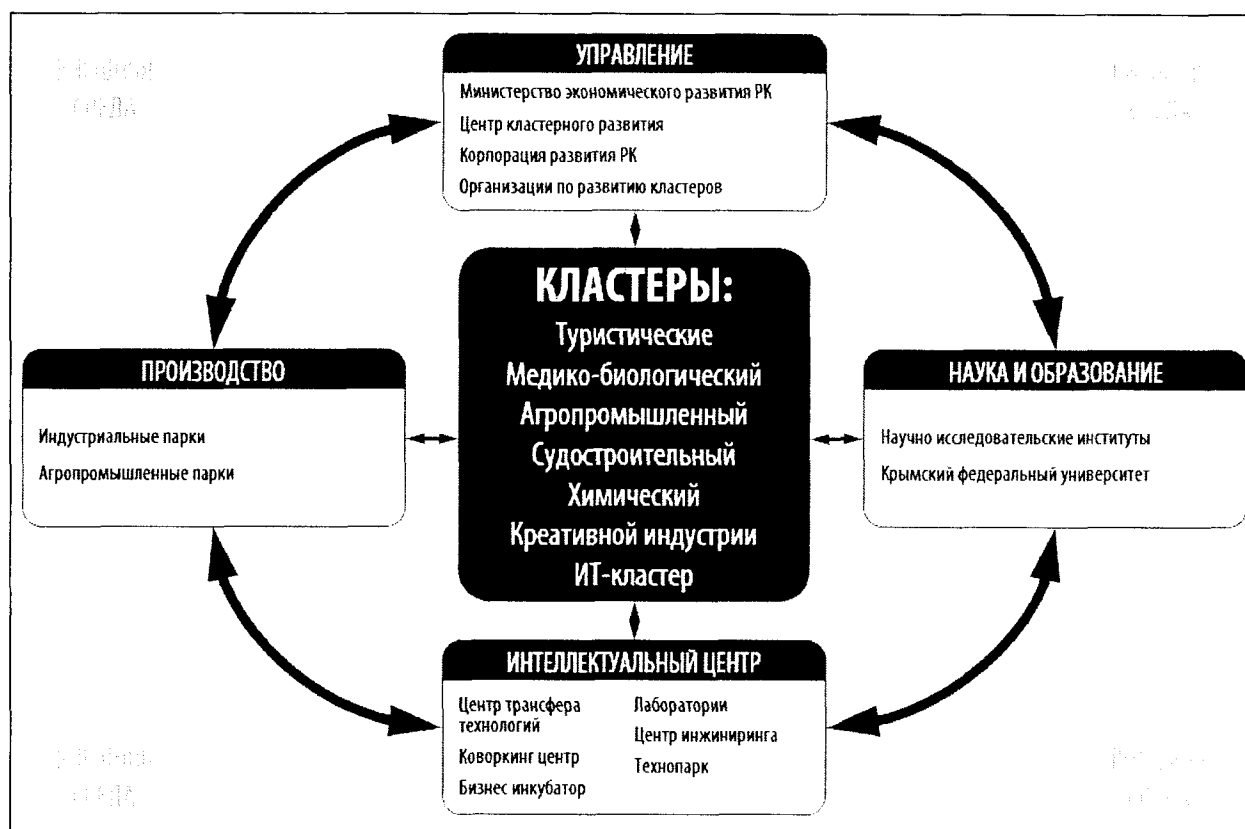 УПРАВЛЕНИЕ
Министерство экономического развития РК
Центр кластерного развития
Корпорация развития РК
Организации по развитию кластеров
КЛАСТЕРЫ:
Туристические
Медико-биологический
Агропромышленный
Судостроительный
Химический
Креативной индустрии
ИТ-кластер
ПРОИЗВОДСТВО
Индустриальные парки
Агропромышленные парки
НАУКА И ОБРАЗОВАНИЕ
Научно исследовательские институты
Крымский федеральный университет
ИНТЕЛЛЕКТУАЛЬНЫЙ ЦЕНТР
Центр трансфера
технологий
Коворкинг центр
Бизнес инкубатор
Лаборатории
Центр инжиниринга
Технопарк